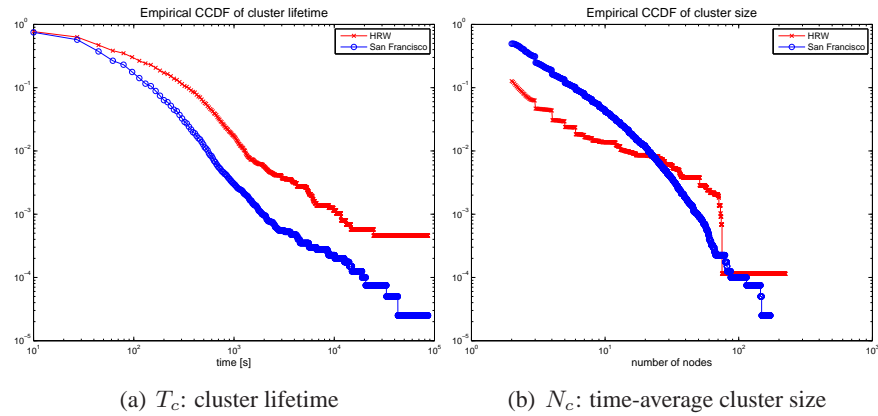 Empirical CCDF of cluster lifetime
10^0
10^-1
10^-2
10^-3
10^-4
10^-5
10^1
10^2
10^3
10^4
10^5
time [s]
HRW
San Francisco
(a) T_c: cluster lifetime
Empirical CCDF of cluster size
10^0
10^-1
10^-2
10^-3
10^-4
10^-5
10^0
10^1
10^2
10^3
number of nodes
HRW
San Francisco
(b) N_c: time-average cluster size